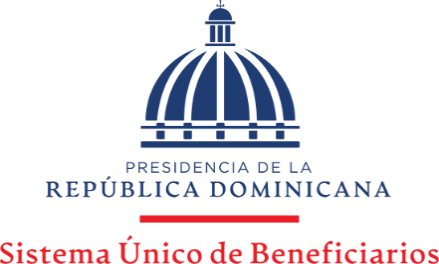 PRESIDENCIA DE LA
REPÚBLICA DOMINICANA
Sistema Único de Beneficiarios